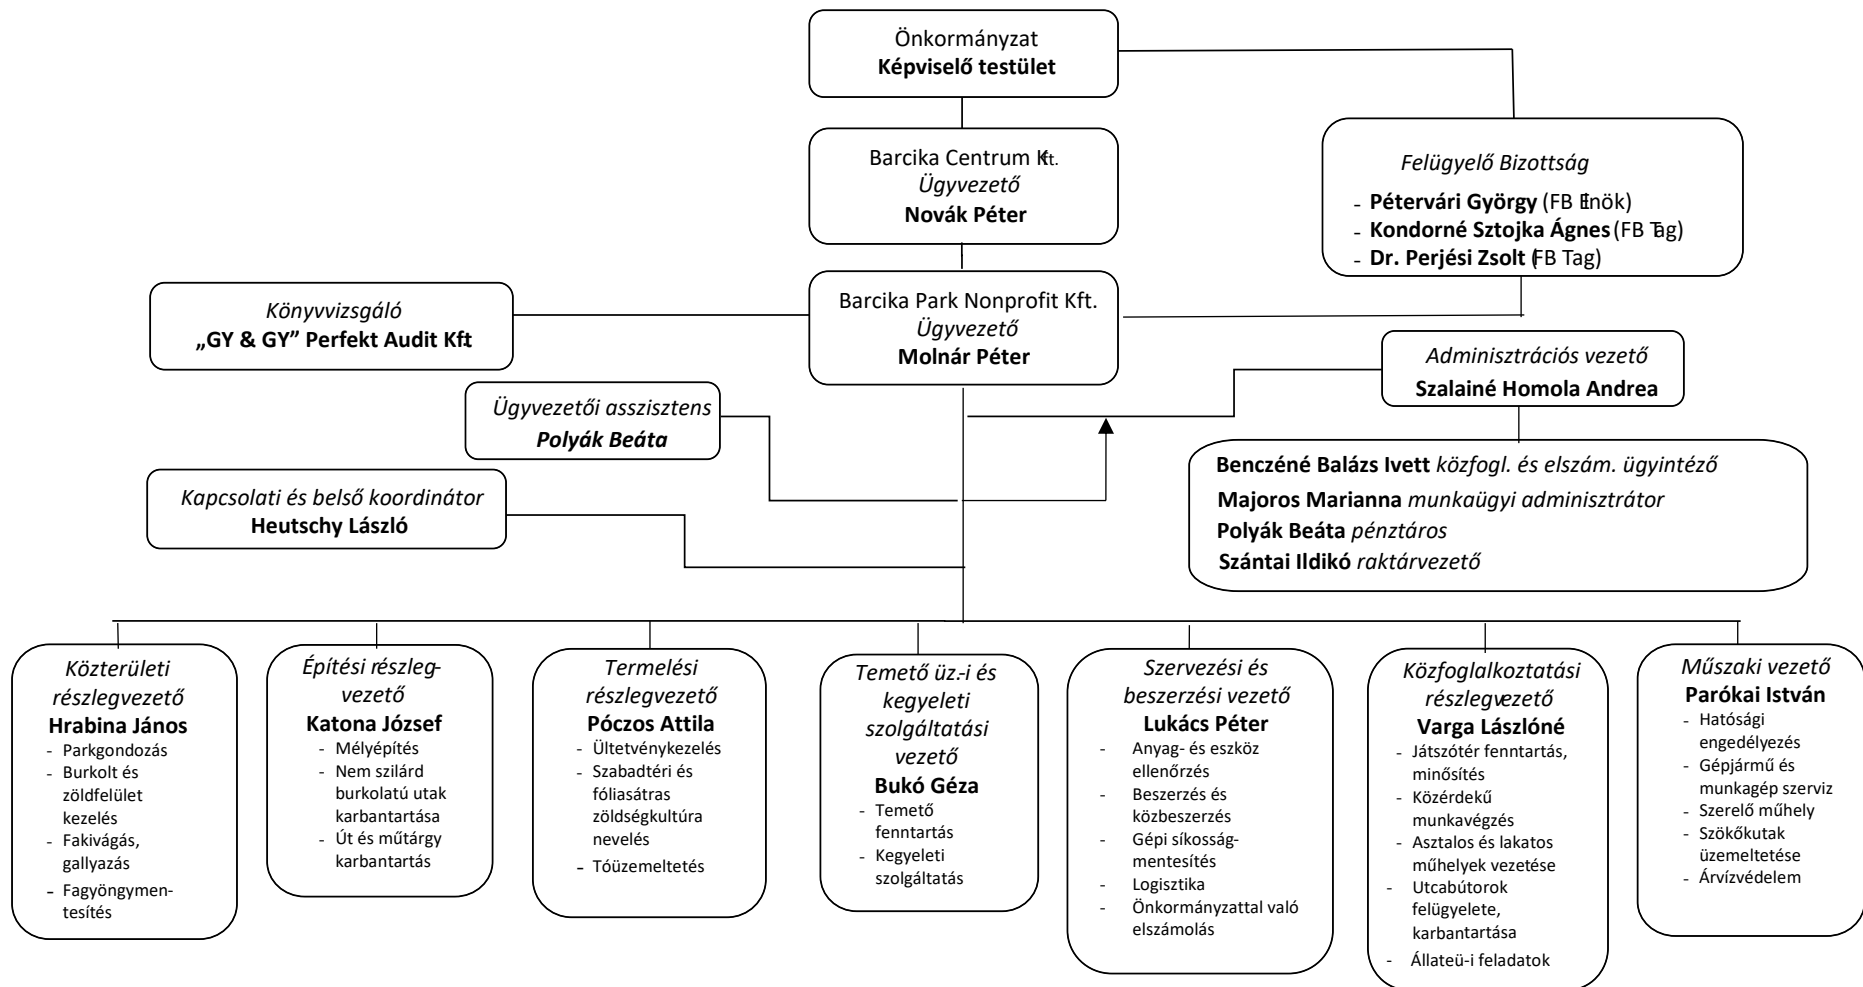 Önkormányzat
Képviselő testület
Barcika Centrum Kft.
Ügyvezető
Novák Péter
Felügyelő Bizottság
- Pétervári György (FB Elnök)
- Kondorné Sztojka Ágnes (FB Tag)
- Dr. Perjési Zsolt (FB Tag)
Könyvvizsgáló
„GY & GY” Perfekt Audit Kft.
Barcika Park Nonprofit Kft.
Ügyvezető
Molnár Péter
Adminisztrációs vezető
Szalainé Homola Andrea
Ügyvezetői asszisztens
Polyák Beáta
Benczéné Balázs Ivett közfogl. és elszám. ügyintéző
Majoros Marianna munkaügyi adminisztrátor
Polyák Beáta pénztáros
Szántai Ildikó raktárvezető
Kapcsolati és belső koordinátor
Heutschy László
Közterületi
részlegvezető
Hrabina János
- Parkgondozás
- Burkolt és
zöldfelület
kezelés
- Fakivágás,
gallyazás
- Fagyöngymen-
tesítés
Építési részleg-
vezető
Katona József
- Mélyépítés
- Nem szilárd
burkolatú utak
karbantartása
- Út és műtárgy
karbantartás
Termelési
részlegvezető
Póczos Attila
- Ültetvénykezelés
- Szabadtéri és
fóliasátras
zöldségkultúra
nevelés
- Tóüzemeltetés
Temető üz.-i és
kegyeleti
szolgáltatási
vezető
Bukó Géza
- Temető
fenntartás
- Kegyeleti
szolgáltatás
Szervezési és
beszerzési vezető
Lukács Péter
- Anyag- és eszköz
ellenőrzés
- Beszerzés és
közbeszerzés
- Gépi síkosság-
mentesítés
- Logisztika
- Önkormányzattal való
elszámolás
Közfoglalkoztatási
részlegvezető
Varga Lászlóné
- Játszótér fenntartás,
minősítés
- Közérdekű
munkavégzés
- Asztalos és lakatos
műhelyek vezetése
- Utcabútorok
felügyelete,
karbantartása
- Állateü-i feladatok
Műszaki vezető
Parókai István
- Hatósági
engedélyezés
- Gépjármű és
munkagép szerviz
- Szerelő műhely
- Szökőkutak
üzemeltetése
- Árvízvédelem